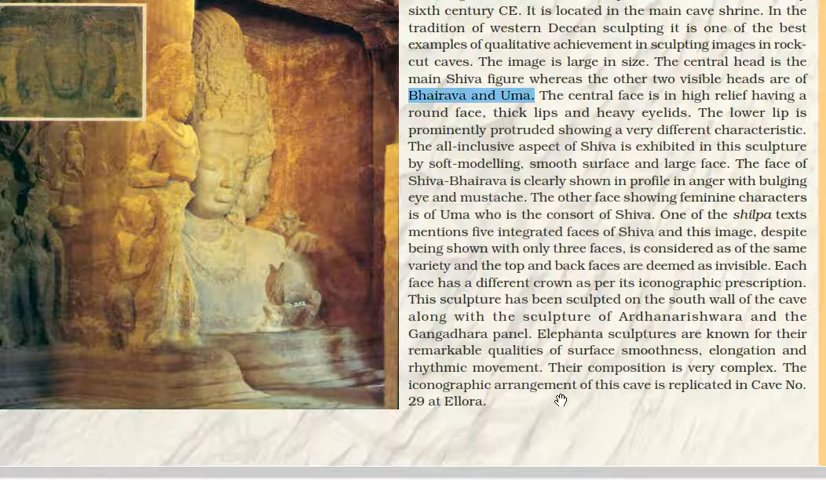 sixth century CE. It is located in the main cave shrine. In the
tradition of western Deccan sculpting it is one of the best
examples of qualitative achievement in sculpting images in rock-
cut caves. The image is large in size. The central head is the
main Shiva figure whereas the other two visible heads are of
Bhairava and Uma. The central face is in high relief having a
round face, thick lips and heavy eyelids. The lower lip is
prominently protruded showing a very different characteristic.
The all-inclusive aspect of Shiva is exhibited in this sculpture
by soft-modelling, smooth surface and large face. The face of
Shiva-Bhairava is clearly shown in profile in anger with bulging
eye and mustache. The other face showing feminine characters
is of Uma who is the consort of Shiva. One of the shilpa texts
mentions five integrated faces of Shiva and this image, despite
being shown with only three faces, is considered as of the same
variety and the top and back faces are deemed as invisible. Each
face has a different crown as per its iconographic prescription.
This sculpture has been sculpted on the south wall of the cave
along with the sculpture of Ardhanarishwara and the
Gangadhara panel. Elephanta sculptures are known for their
remarkable qualities of surface smoothness, elongation and
rhythmic movement. Their composition is very complex. The
iconographic arrangement of this cave is replicated in Cave No.
29 at Ellora.